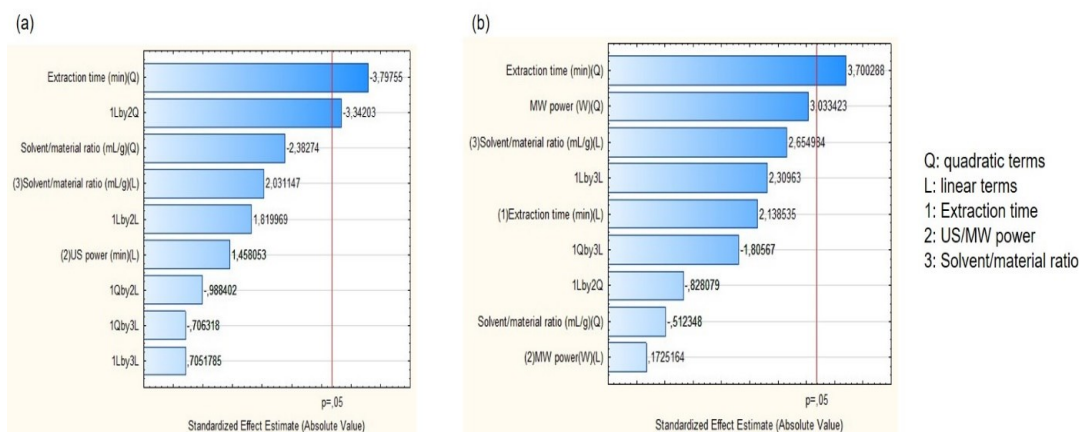 (a)
Extraction time (min)(Q)
-3,79755
1Lby2Q
-3,34203
Solvent/material ratio (mL/g)(Q)
-2,38274
(3)Solvent/material ratio (mL/g)(L)
2,031147
1Lby2L
1,819969
(2)US power (min)(L)
1,458053
1Qby2L
-,988402
1Qby3L
-,706318
1Lby3L
,7051785
p=,05
Standardized Effect Estimate (Absolute Value)
(b)
Extraction time (min)(Q)
3,700288
MW power (W)(Q)
3,033423
(3)Solvent/material ratio (mL/g)(L)
2,654984
1Lby3L
2,30963
(1)Extraction time (min)(L)
2,138535
1Qby3L
-1,80567
1Lby2Q
-,828079
Solvent/material ratio (mL/g)(Q)
-,512348
(2)MW power(W)(L)
,1725164
p=,05
Standardized Effect Estimate (Absolute Value)
Q: quadratic terms
L: linear terms
1: Extraction time
2: US/MW power
3: Solvent/material ratio